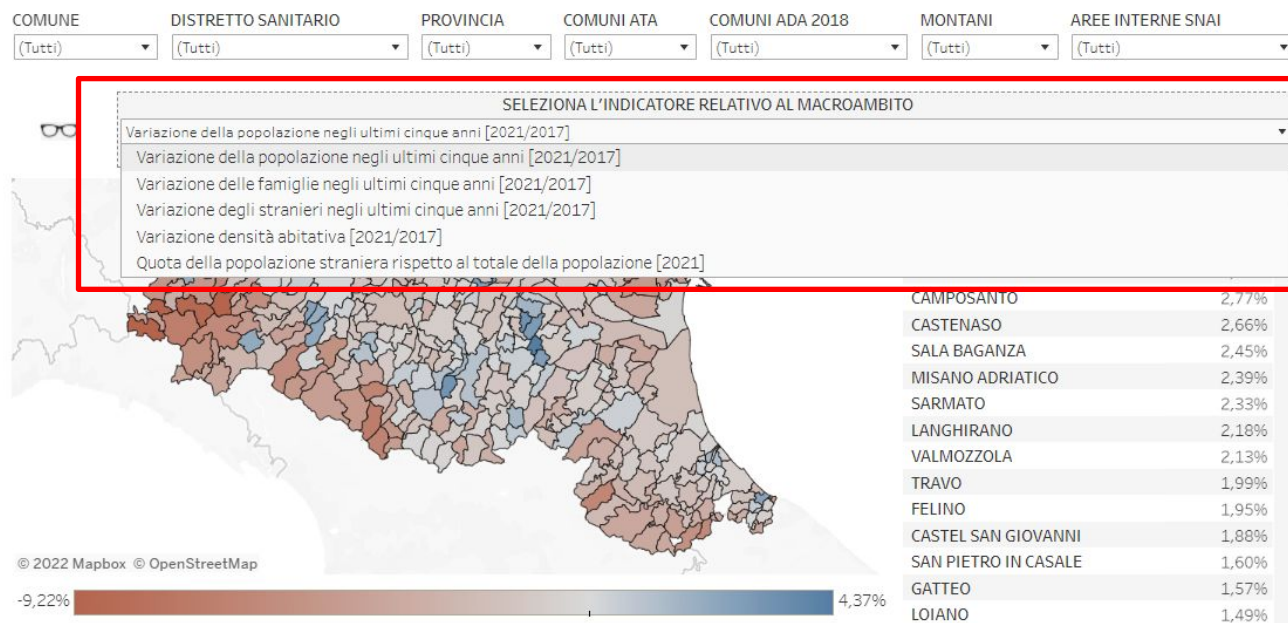 COMUNE DISTRETTO SANITARIO PROVINCIA COMUNI ATA COMUNI ADA 2018 MONTANI AREE INTERNE SNAI
(Tutti) (Tutti) (Tutti) (Tutti) (Tutti) (Tutti) (Tutti)
SELEZIONA L'INDICATORE RELATIVO AL MACROAMBITO
Variazione della popolazione negli ultimi cinque anni [2021/2017]
Variazione della popolazione negli ultimi cinque anni [2021/2017]
Variazione delle famiglie negli ultimi cinque anni [2021/2017]
Variazione degli stranieri negli ultimi cinque anni [2021/2017]
Variazione densità abitativa [2021/2017]
Quota della popolazione straniera rispetto al totale della popolazione [2021]
CAMPOSANTO 2,77%
CASTENASO 2,66%
SALA BAGANZA 2,45%
MISANO ADRIATICO 2,39%
SARMATO 2,33%
LANGHIRANO 2,18%
VALMOZZOLA 2,13%
TRAVO 1,99%
FELINO 1,95%
CASTEL SAN GIOVANNI 1,88%
SAN PIETRO IN CASALE 1,60%
GATTEO 1,57%
LOIANO 1,49%
© 2022 Mapbox © OpenStreetMap
-9,22% 4,37%